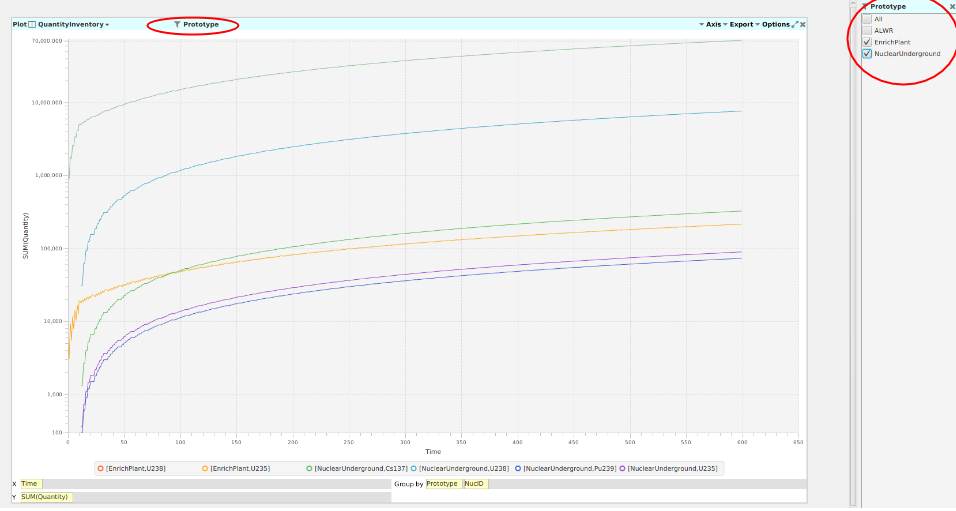 Plot QuantityInventory Prototype Axis Export Options
Prototype
All
ALWR
EnrichPlant
NuclearUnderground
70,000,000
10,000,000
1,000,000
100,000
10,000
1,000
100
SUM(Quantity)
0 50 100 150 200 250 300 350 400 450 500 550 600 650
Time
[EnrichPlant,U238] [EnrichPlant,U235] [NuclearUnderground,Cs137] [NuclearUnderground,U238] [NuclearUnderground,Pu239] [NuclearUnderground,U235]
X Time Group by Prototype NucID
Y SUM(Quantity)